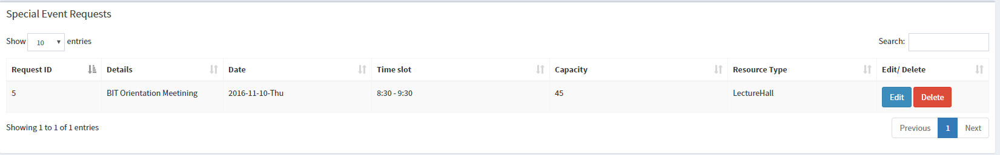 Special Event Requests
Show 10 entries Search:
Request ID Details Date Time slot Capacity Resource Type Edit/ Delete
5 BIT Orientation Meetining 2016-11-10-Thu 8:30 - 9:30 45 LectureHall Edit Delete
Showing 1 to 1 of 1 entries Previous 1 Next